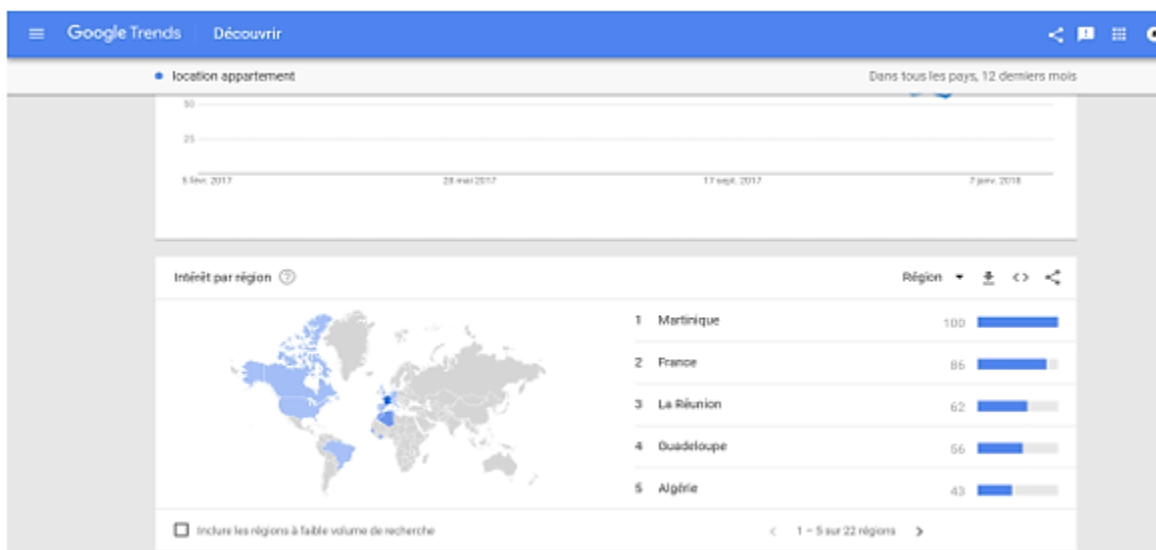 Google Trends Découvrir
location appartement Dans tous les pays, 12 derniers mois
50
25
5 févr. 2017 28 mai 2017 17 sept. 2017 7 janv. 2018
Intérêt par région Région
1 Martinique 100
2 France 86
3 La Réunion 62
4 Guadeloupe 56
5 Algérie 43
Inclure les régions à faible volume de recherche 1 – 5 sur 22 régions